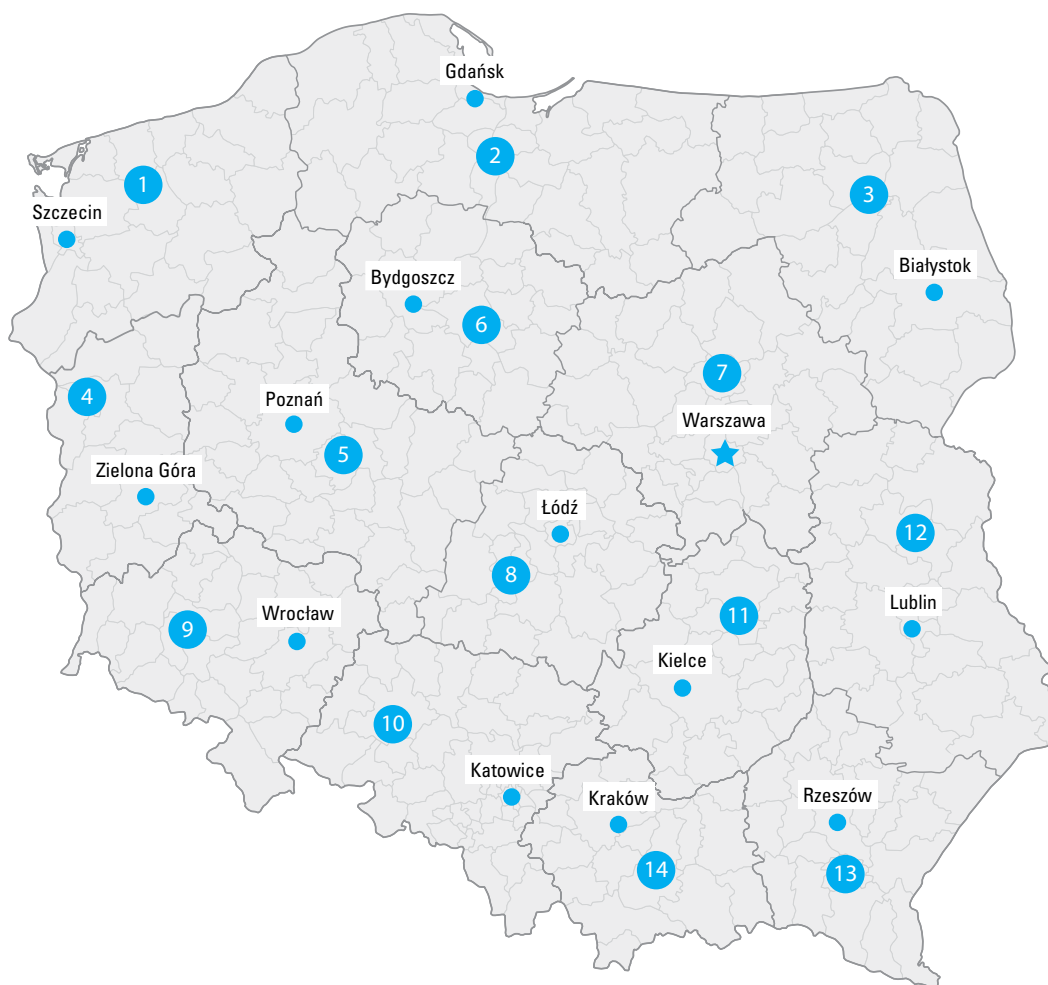 Gdańsk
2
1
3
Szczecin
Białystok
Bydgoszcz
6
7
4
Poznań
Warszawa
5
Zielona Góra
Łódź
12
8
Lublin
11
9
Wrocław
Kielce
10
Katowice
Kraków
Rzeszów
14
13